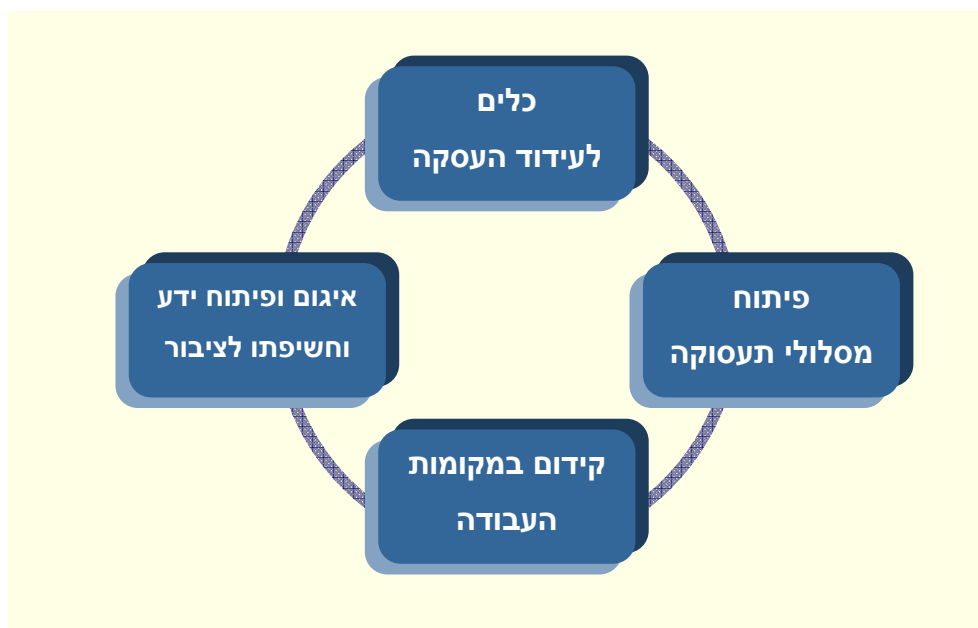 כלים
לעידוד העסקה
פיתוח
מסלולי תעסוקה
איגום ופיתוח ידע
וחשיפתו לציבור
קידום במקומות
העבודה